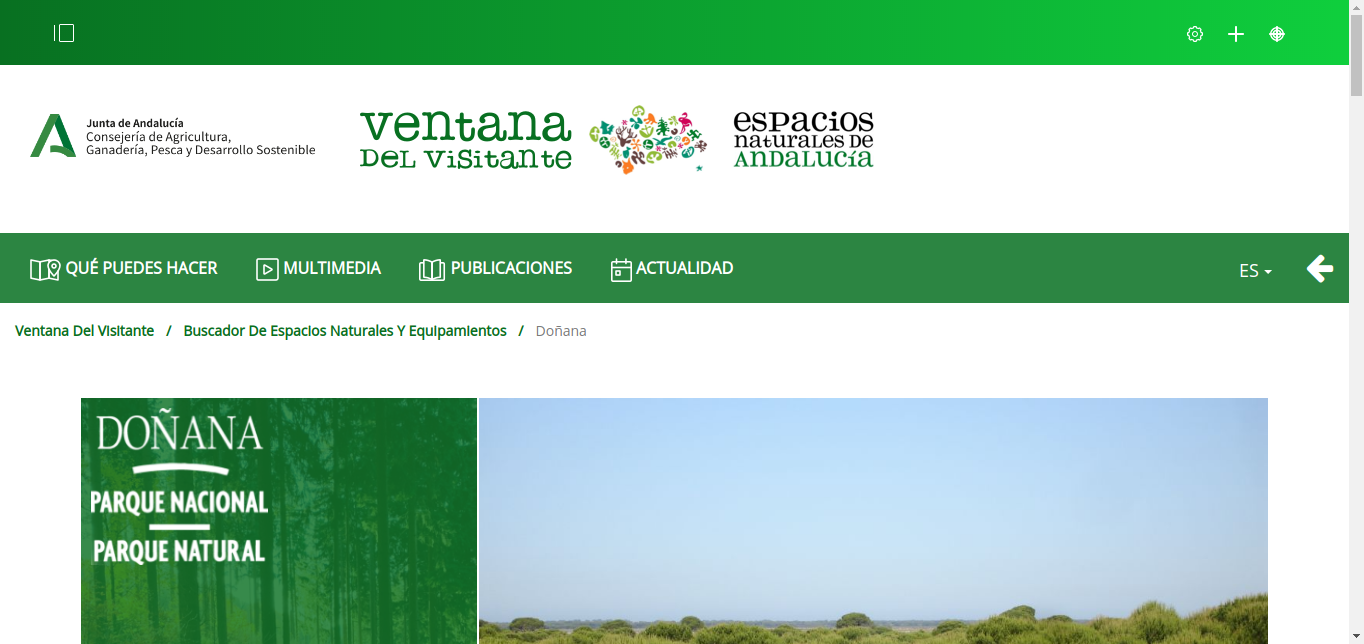 Junta de Andalucía
Consejería de Agricultura,
Ganadería, Pesca y Desarrollo Sostenible
ventana
DEL VISITANTE
espacios
naturales de
ANDALUCÍA
QUÉ PUEDES HACER
MULTIMEDIA
PUBLICACIONES
ACTUALIDAD
ES
Ventana Del Visitante / Buscador De Espacios Naturales Y Equipamientos / Doñana
DOÑANA
PARQUE NACIONAL
PARQUE NATURAL